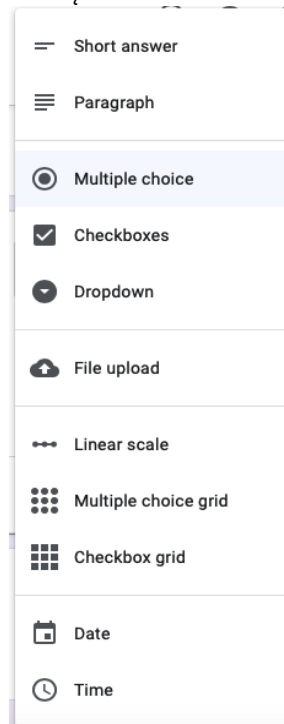 Short answer
Paragraph
Multiple choice
Checkboxes
Dropdown
File upload
Linear scale
Multiple choice grid
Checkbox grid
Date
Time